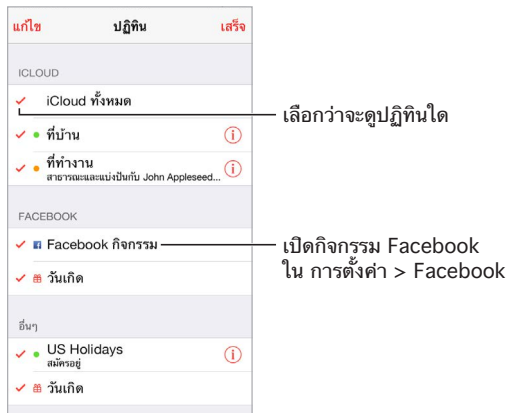 แก้ไข ปฏิทิน เสร็จ
ICLOUD
iCloud ทั้งหมด
เลือกว่าจะดูปฏิทินใด
ที่บ้าน
ที่ทำงาน
สาธารณะและแบ่งปันกับ John Appleseed...
FACEBOOK
Facebook กิจกรรม
เปิดกิจกรรม Facebook
ใน การตั้งค่า > Facebook
วันเกิด
อื่นๆ
US Holidays
สมัครอยู่
วันเกิด